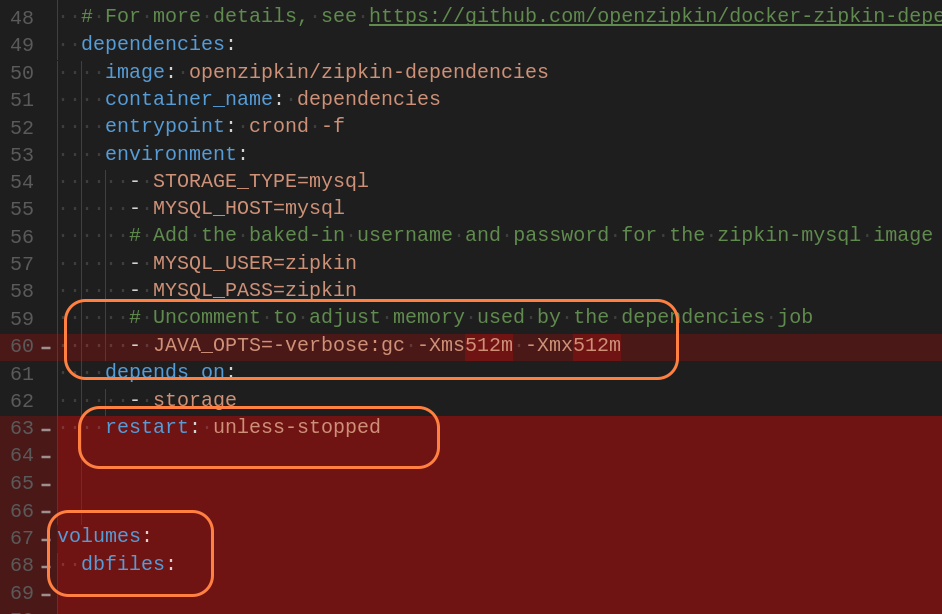 48 # For more details, see https://github.com/openzipkin/docker-zipkin-depe
49 dependencies:
50 image: openzipkin/zipkin-dependencies
51 container_name: dependencies
52 entrypoint: crond -f
53 environment:
54 - STORAGE_TYPE=mysql
55 - MYSQL_HOST=mysql
56 # Add the baked-in username and password for the zipkin-mysql image
57 - MYSQL_USER=zipkin
58 - MYSQL_PASS=zipkin
59 # Uncomment to adjust memory used by the dependencies job
60 - JAVA_OPTS=-verbose:gc -Xms512m -Xmx512m
61 depends_on:
62 - storage
63 restart: unless-stopped
64
65
66
67 volumes:
68 dbfiles:
69